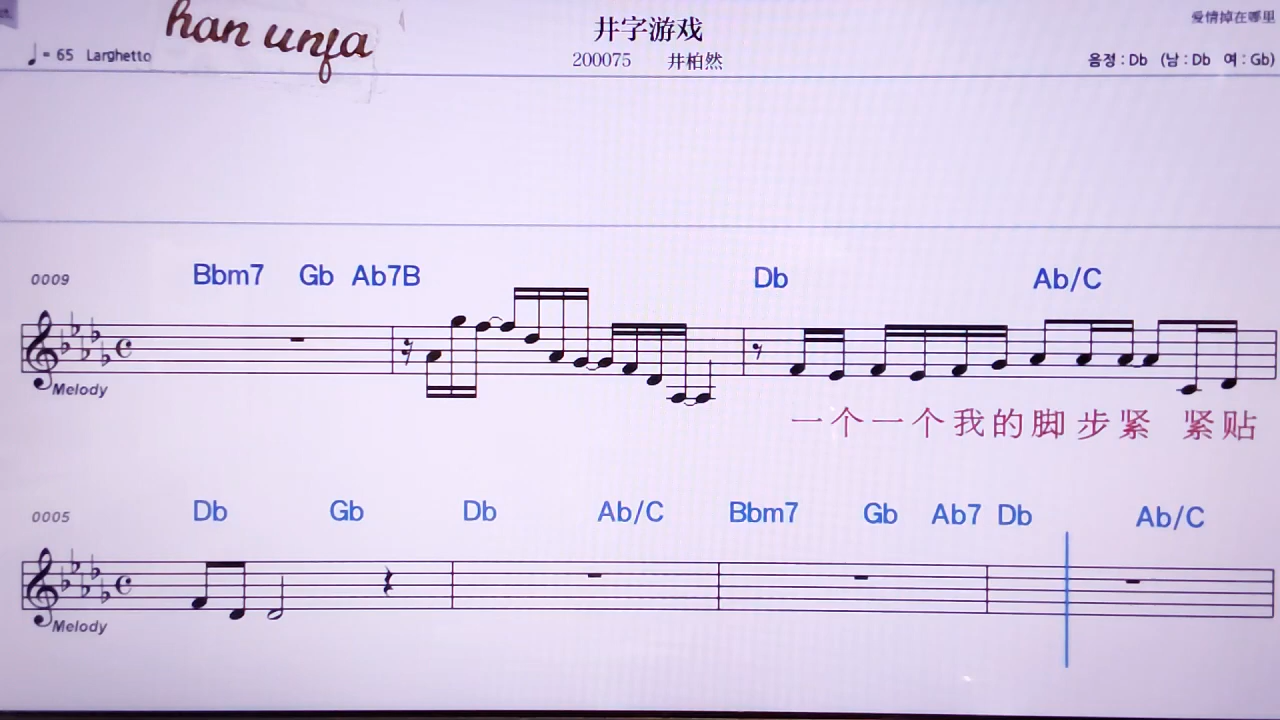 han unfa
井字游戏
爱情掉在哪里
♩= 65 Larghetto
200075 井柏然
음정 : Db (남 : Db 여 : Gb)
0009 Bbm7 Gb Ab7B Db Ab/C
Melody
一个一个我的脚步紧 紧贴
0005 Db Gb Db Ab/C Bbm7 Gb Ab7 Db Ab/C
Melody